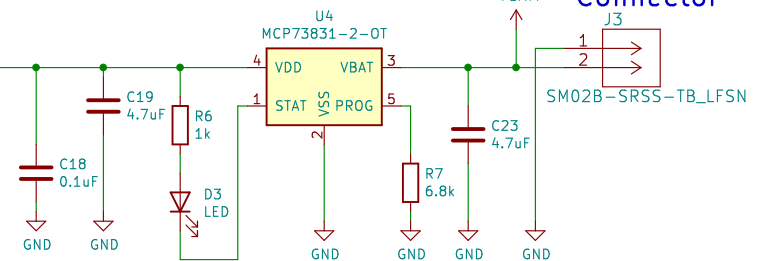 Connector
U4
MCP73831-2-OT
J3
4 VDD VBAT 3
1 STAT PROG 5
VSS
2
1
2
SM02B-SRSS-TB_LFSN
C19
4.7uF
R6
1k
C23
4.7uF
C18
0.1uF
D3
LED
R7
6.8k
GND
GND
GND
GND
GND
GND